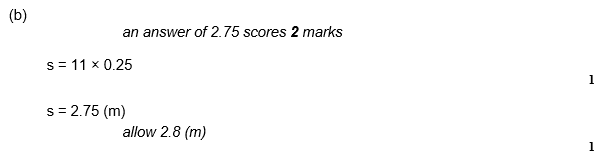 (b)
an answer of 2.75 scores 2 marks
s = 11 × 0.25
1
s = 2.75 (m)
allow 2.8 (m)
1